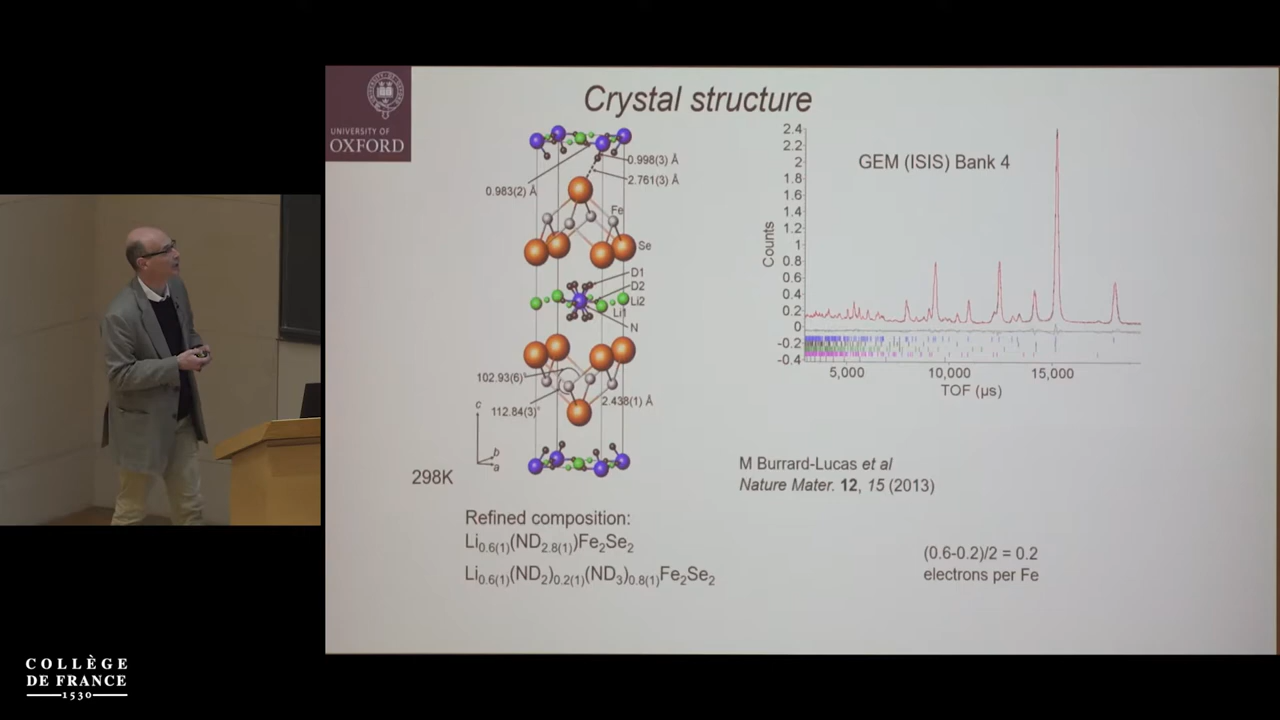 UNIVERSITY OF
OXFORD
Crystal structure
0.998(3) Å
2.761(3) Å
0.983(2) Å
Fe
Se
D1
D2
Li2
Li1
N
102.93(6)°
112.84(3)°
2.438(1) Å
c
b
a
298K
GEM (ISIS) Bank 4
Counts
2.4
2.2
2
1.8
1.6
1.4
1.2
1
0.8
0.6
0.4
0.2
0
-0.2
-0.4
5,000
10,000
15,000
TOF (µs)
M Burrard-Lucas et al
Nature Mater. 12, 15 (2013)
Refined composition:
Li0.6(1)(ND2.8(1))Fe2Se2
Li0.6(1)(ND2)0.2(1)(ND3)0.8(1)Fe2Se2
(0.6-0.2)/2 = 0.2
electrons per Fe
COLLÈGE
DE FRANCE
1530